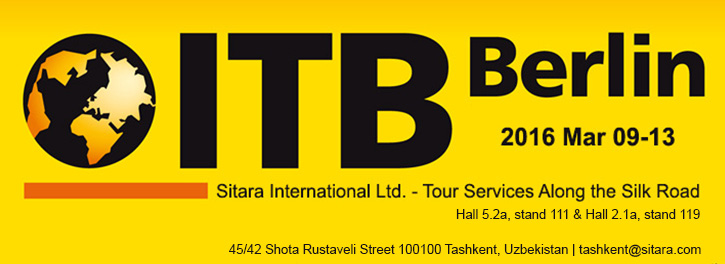 ITB Berlin
2016 Mar 09-13
Sitara International Ltd. - Tour Services Along the Silk Road
Hall 5.2a, stand 111 & Hall 2.1a, stand 119
45/42 Shota Rustaveli Street 100100 Tashkent, Uzbekistan | tashkent@sitara.com